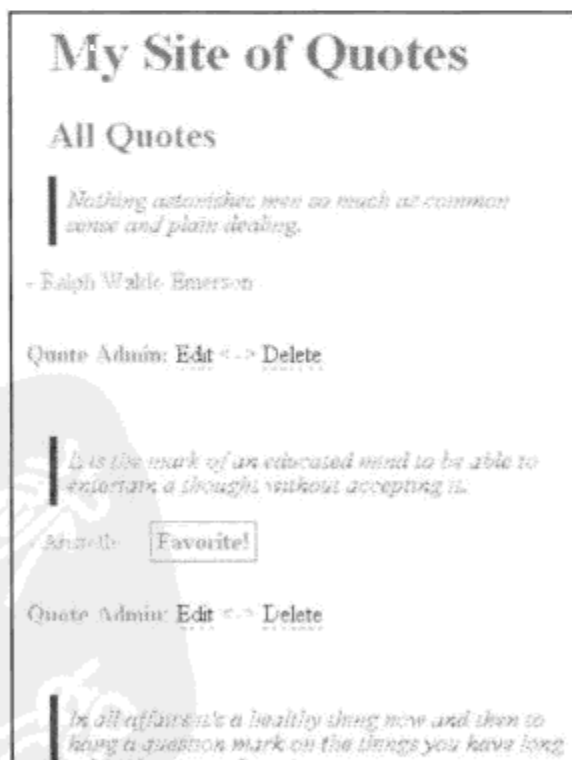 My Site of Quotes
All Quotes
Nothing astonishes men so much as common
sense and plain dealing.
- Ralph Waldo Emerson
Quote Admin: Edit <-> Delete
It is the mark of an educated mind to be able to
entertain a thought without accepting it.
- Aristotle Favorite!
Quote Admin: Edit <-> Delete
In all affairs it's a healthy thing now and then to
hang a question mark on the things you have long